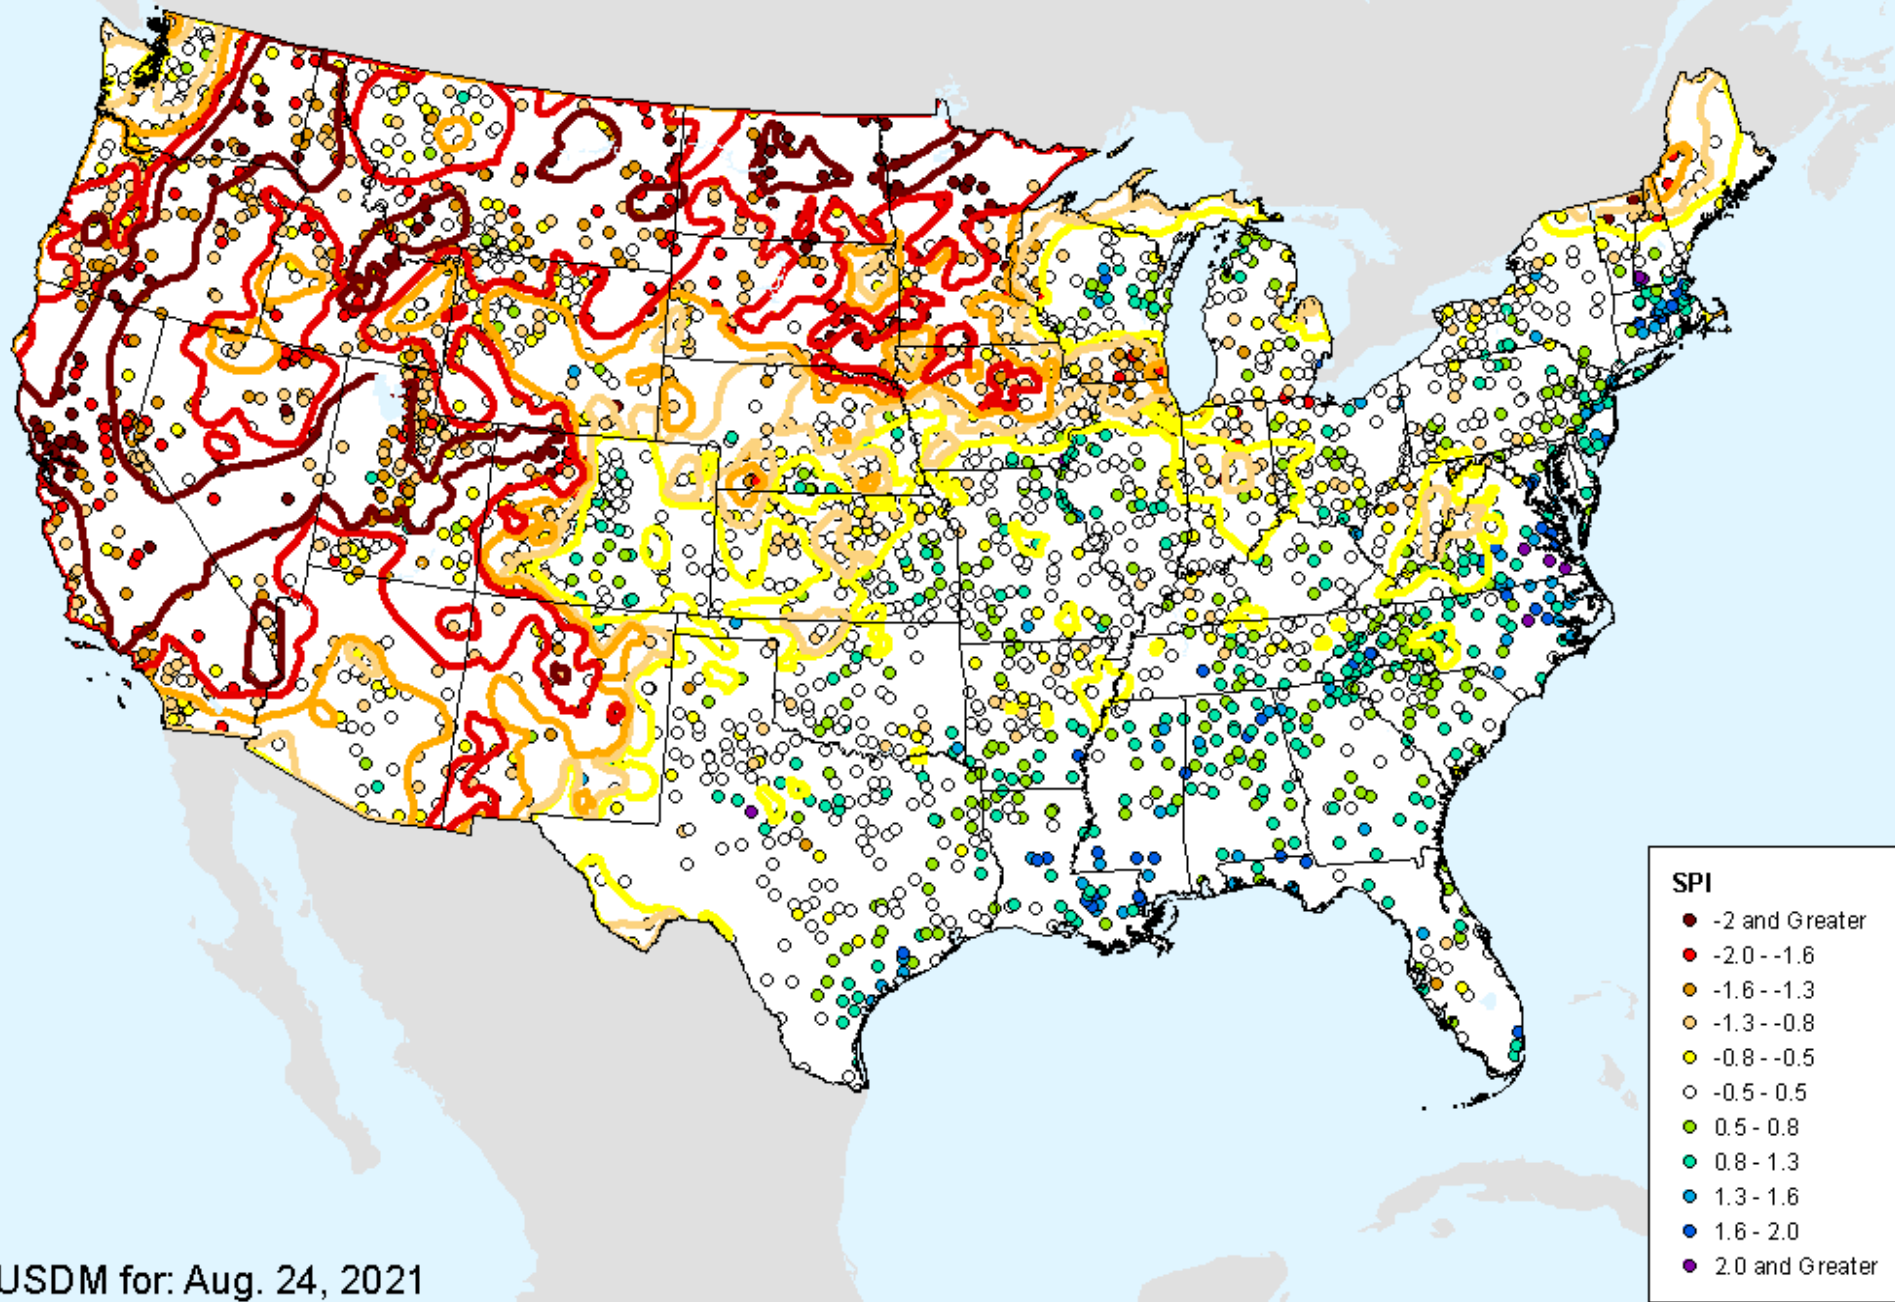 SPI
-2 and Greater
-2.0 - -1.6
-1.6 - -1.3
-1.3 - -0.8
-0.8 - -0.5
-0.5 - 0.5
0.5 - 0.8
0.8 - 1.3
1.3 - 1.6
1.6 - 2.0
2.0 and Greater
USDM for: Aug. 24, 2021